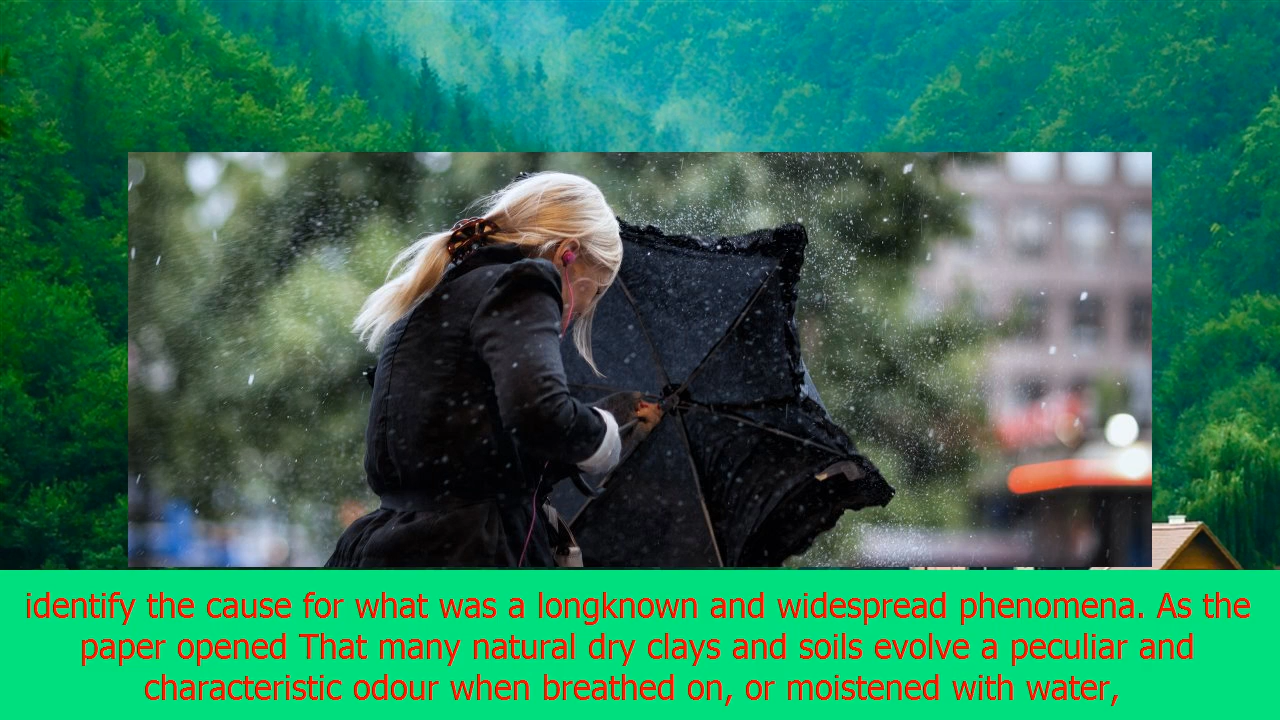 identify the cause for what was a longknown and widespread phenomena. As the
paper opened That many natural dry clays and soils evolve a peculiar and
characteristic odour when breathed on, or moistened with water,